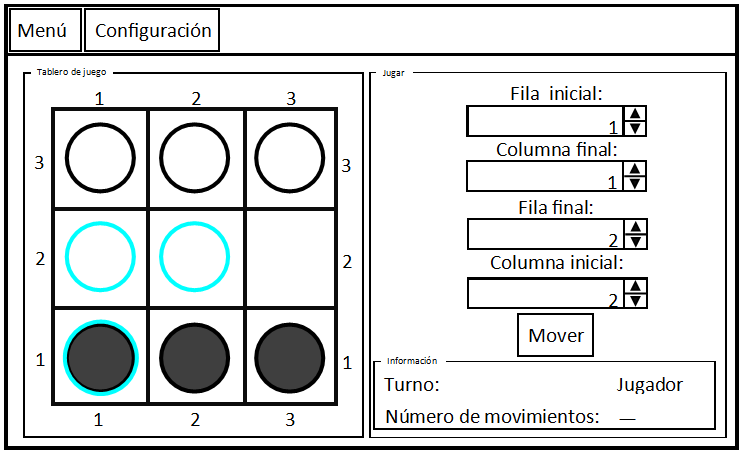 Menú Configuración
Tablero de juego
1 2 3
3 3
2 2
1 1
1 2 3
Jugar
Fila inicial:
1
Columna final:
1
Fila final:
2
Columna inicial:
2
Mover
Información
Turno: Jugador
Número de movimientos: —